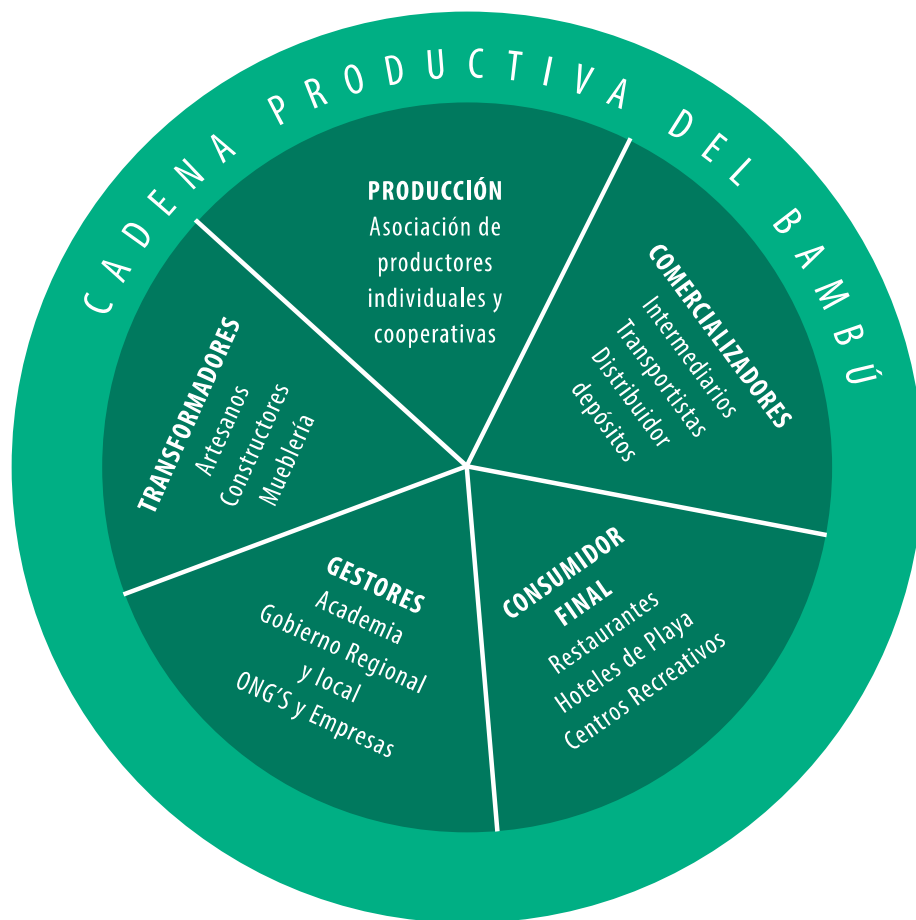 CADENA PRODUCTIVA DEL BAMBÚ
PRODUCCIÓN
Asociación de
productores
individuales y
cooperativas
COMERCIALIZADORES
Intermediarios
Transportistas
Distribuidor
depósitos
CONSUMIDOR
FINAL
Restaurantes
Hoteles de Playa
Centros Recreativos
GESTORES
Academia
Gobierno Regional
y local
ONG'S y Empresas
TRANSFORMADORES
Artesanos
Constructores
Mueblería